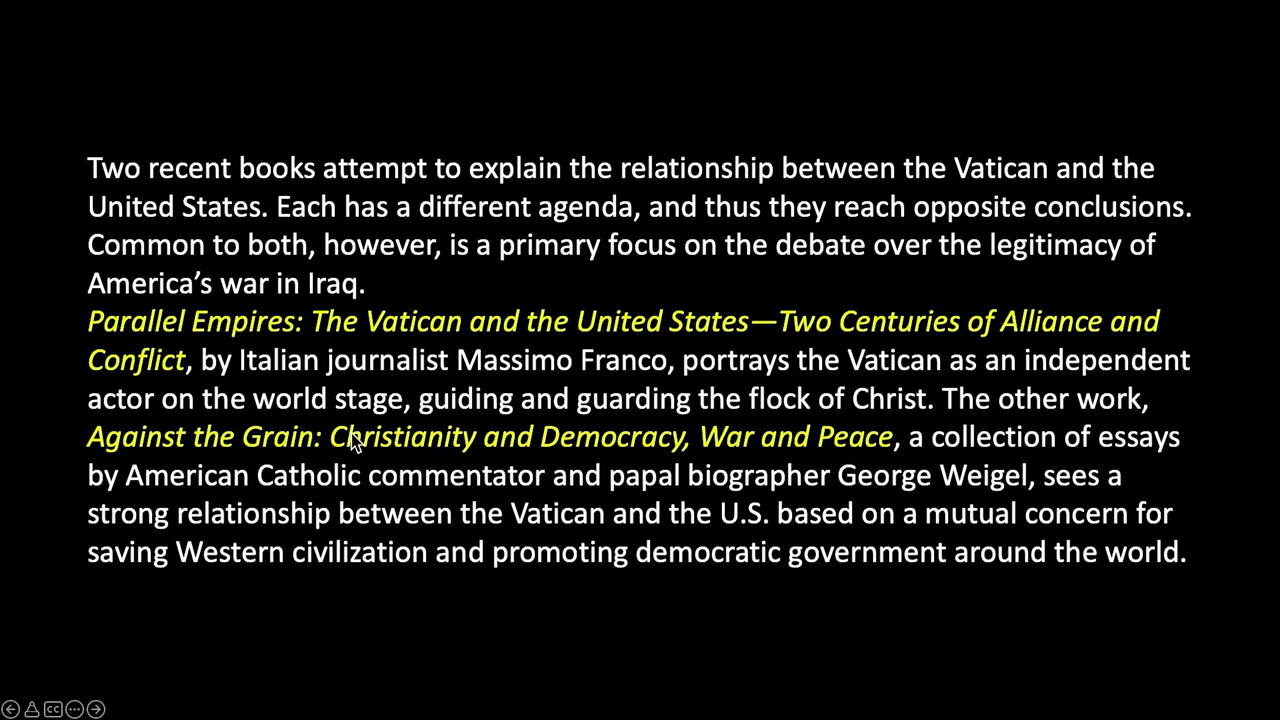 Two recent books attempt to explain the relationship between the Vatican and the
United States. Each has a different agenda, and thus they reach opposite conclusions.
Common to both, however, is a primary focus on the debate over the legitimacy of
America’s war in Iraq.
Parallel Empires: The Vatican and the United States—Two Centuries of Alliance and
Conflict, by Italian journalist Massimo Franco, portrays the Vatican as an independent
actor on the world stage, guiding and guarding the flock of Christ. The other work,
Against the Grain: Christianity and Democracy, War and Peace, a collection of essays
by American Catholic commentator and papal biographer George Weigel, sees a
strong relationship between the Vatican and the U.S. based on a mutual concern for
saving Western civilization and promoting democratic government around the world.
CC